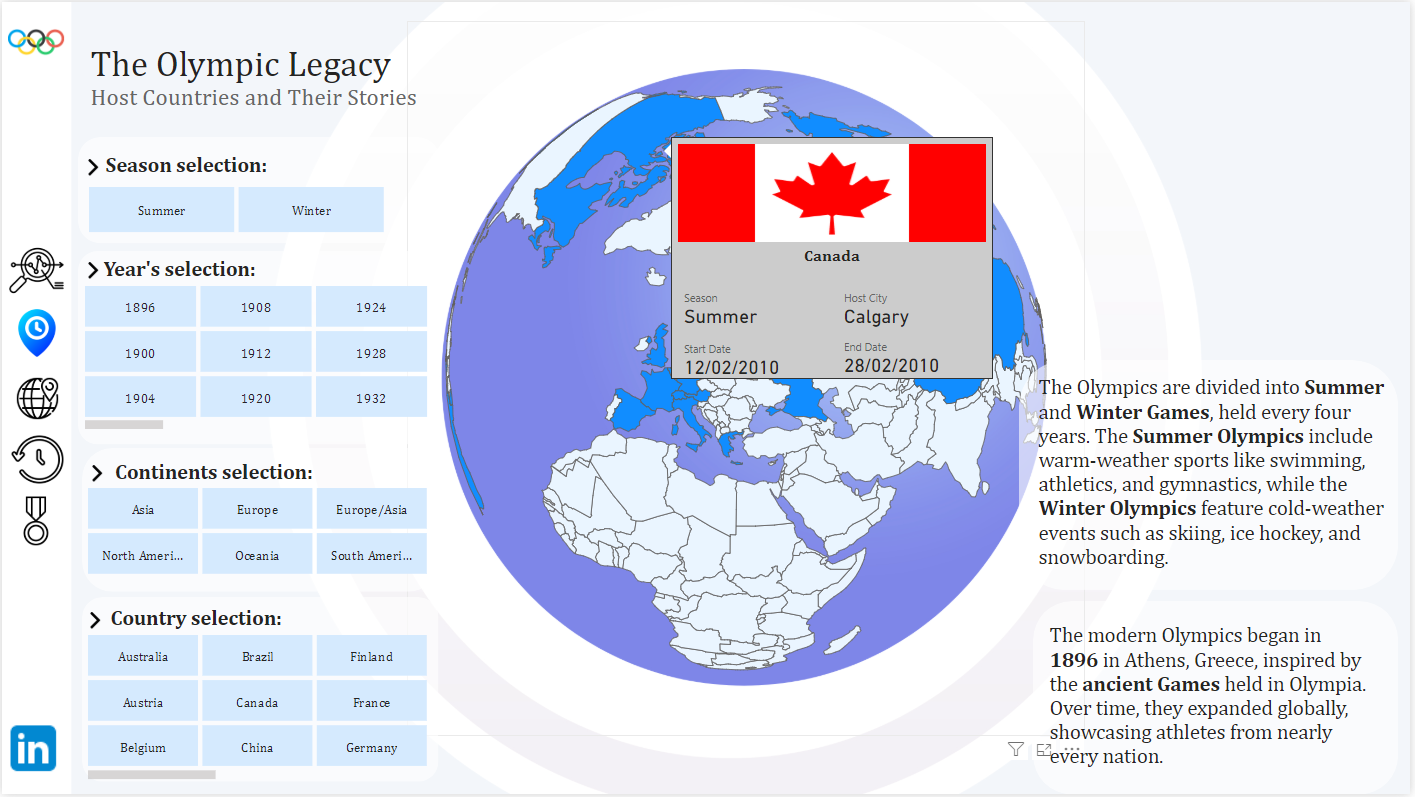 The Olympic Legacy
Host Countries and Their Stories
Season selection:
Summer
Winter
Year's selection:
1896
1908
1924
1900
1912
1928
1904
1920
1932
Continents selection:
Asia
Europe
Europe/Asia
North Ameri...
Oceania
South Ameri...
Country selection:
Australia
Brazil
Finland
Austria
Canada
France
Belgium
China
Germany
in
Canada
Season
Summer
Host City
Calgary
Start Date
12/02/2010
End Date
28/02/2010
The Olympics are divided into Summer
and Winter Games, held every four
years. The Summer Olympics include
warm-weather sports like swimming,
athletics, and gymnastics, while the
Winter Olympics feature cold-weather
events such as skiing, ice hockey, and
snowboarding.
The modern Olympics began in
1896 in Athens, Greece, inspired by
the ancient Games held in Olympia.
Over time, they expanded globally,
showcasing athletes from nearly
every nation.